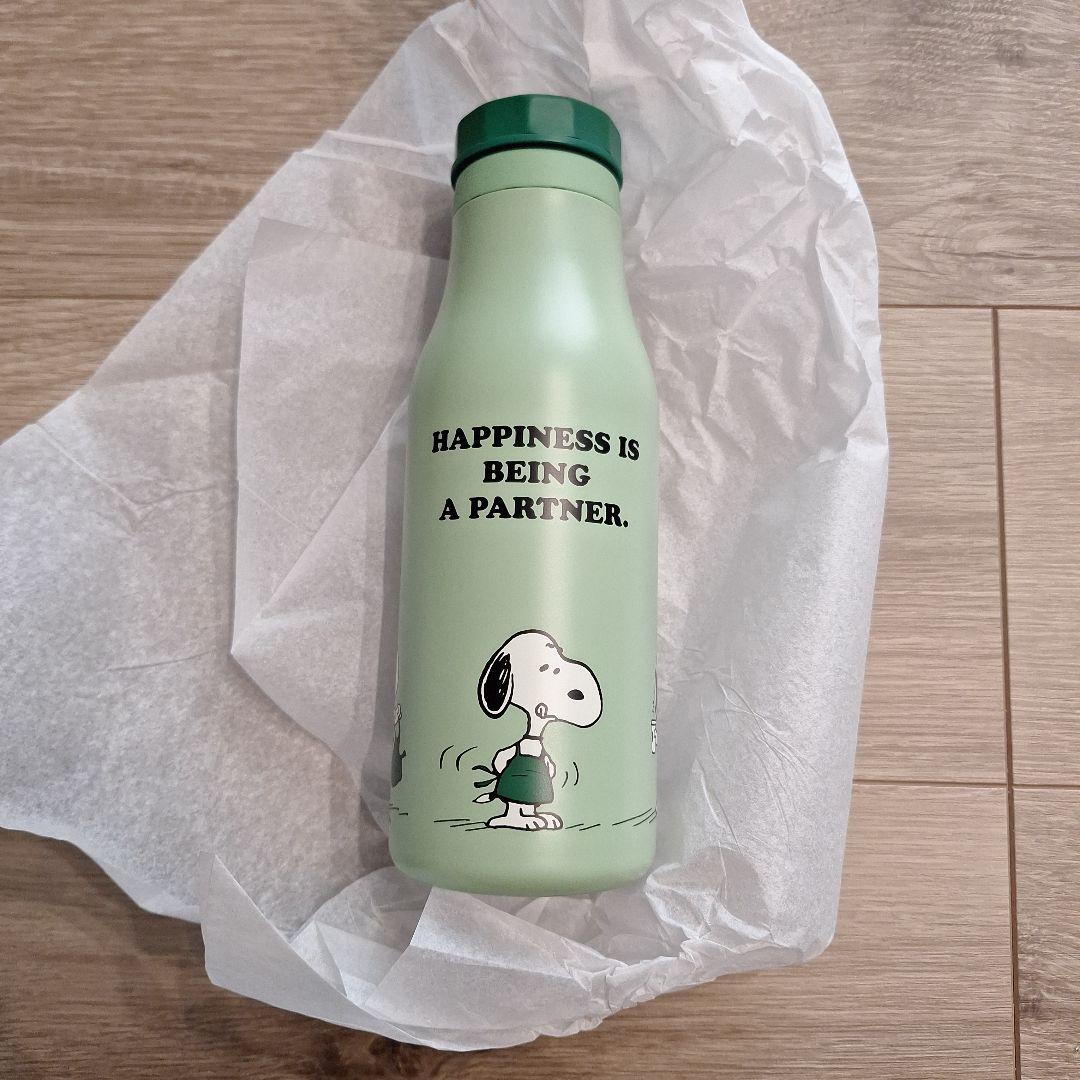 HAPPINESS IS
BEING
A PARTNER.